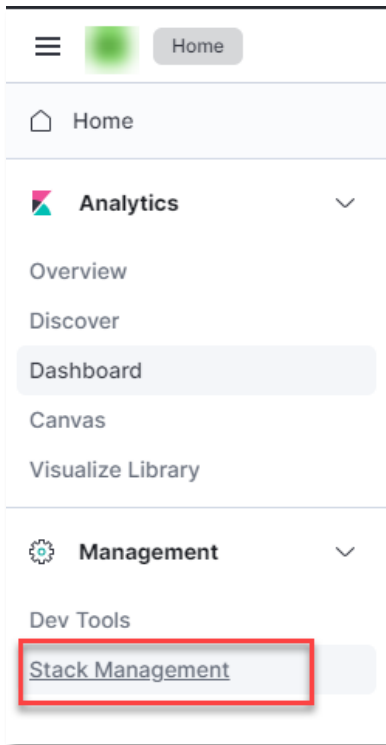 Home
Home
Analytics
Overview
Discover
Dashboard
Canvas
Visualize Library
Management
Dev Tools
Stack Management